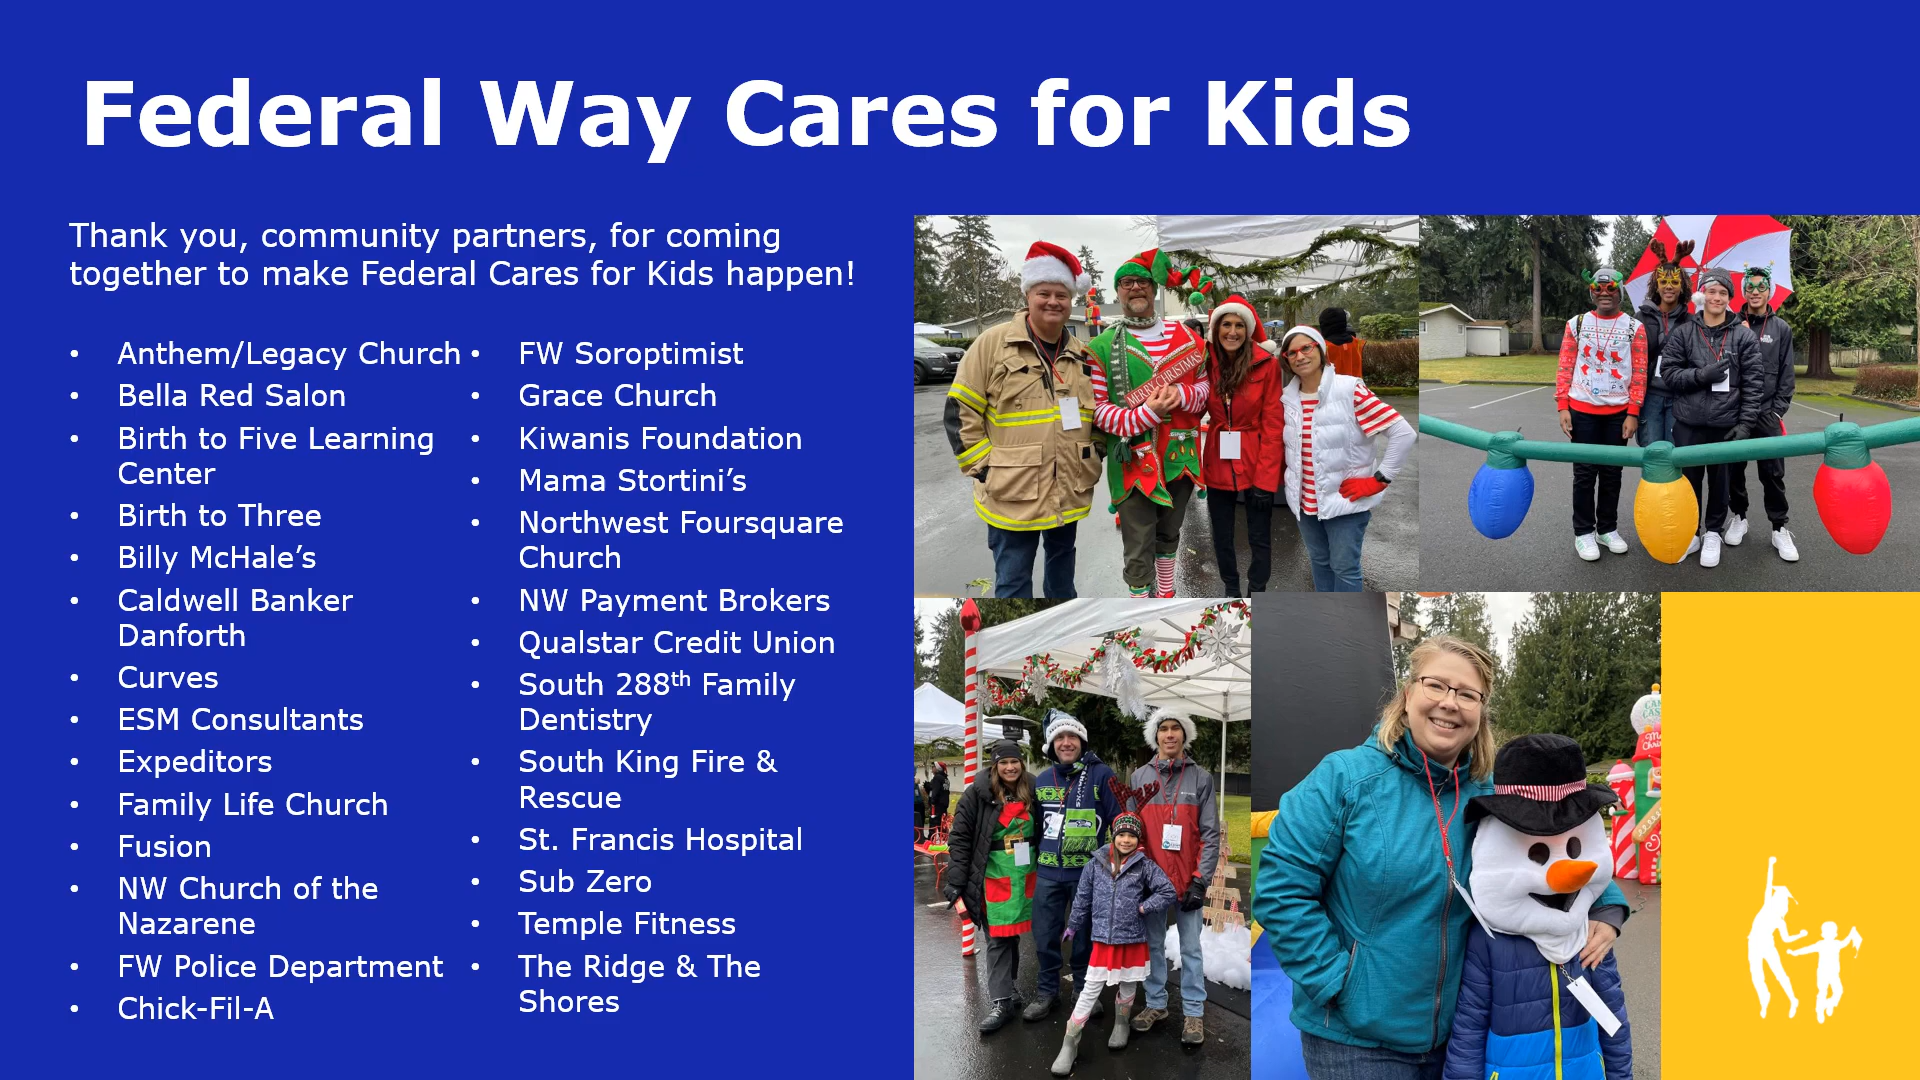 Federal Way Cares for Kids
Thank you, community partners, for coming
together to make Federal Cares for Kids happen!
• Anthem/Legacy Church
• Bella Red Salon
• Birth to Five Learning
Center
• Birth to Three
• Billy McHale’s
• Caldwell Banker
Danforth
• Curves
• ESM Consultants
• Expeditors
• Family Life Church
• Fusion
• NW Church of the
Nazarene
• FW Police Department
• Chick-Fil-A
• FW Soroptimist
• Grace Church
• Kiwanis Foundation
• Mama Stortini’s
• Northwest Foursquare
Church
• NW Payment Brokers
• Qualstar Credit Union
• South 288th Family
Dentistry
• South King Fire &
Rescue
• St. Francis Hospital
• Sub Zero
• Temple Fitness
• The Ridge & The
Shores
MERRY CHRISTMAS